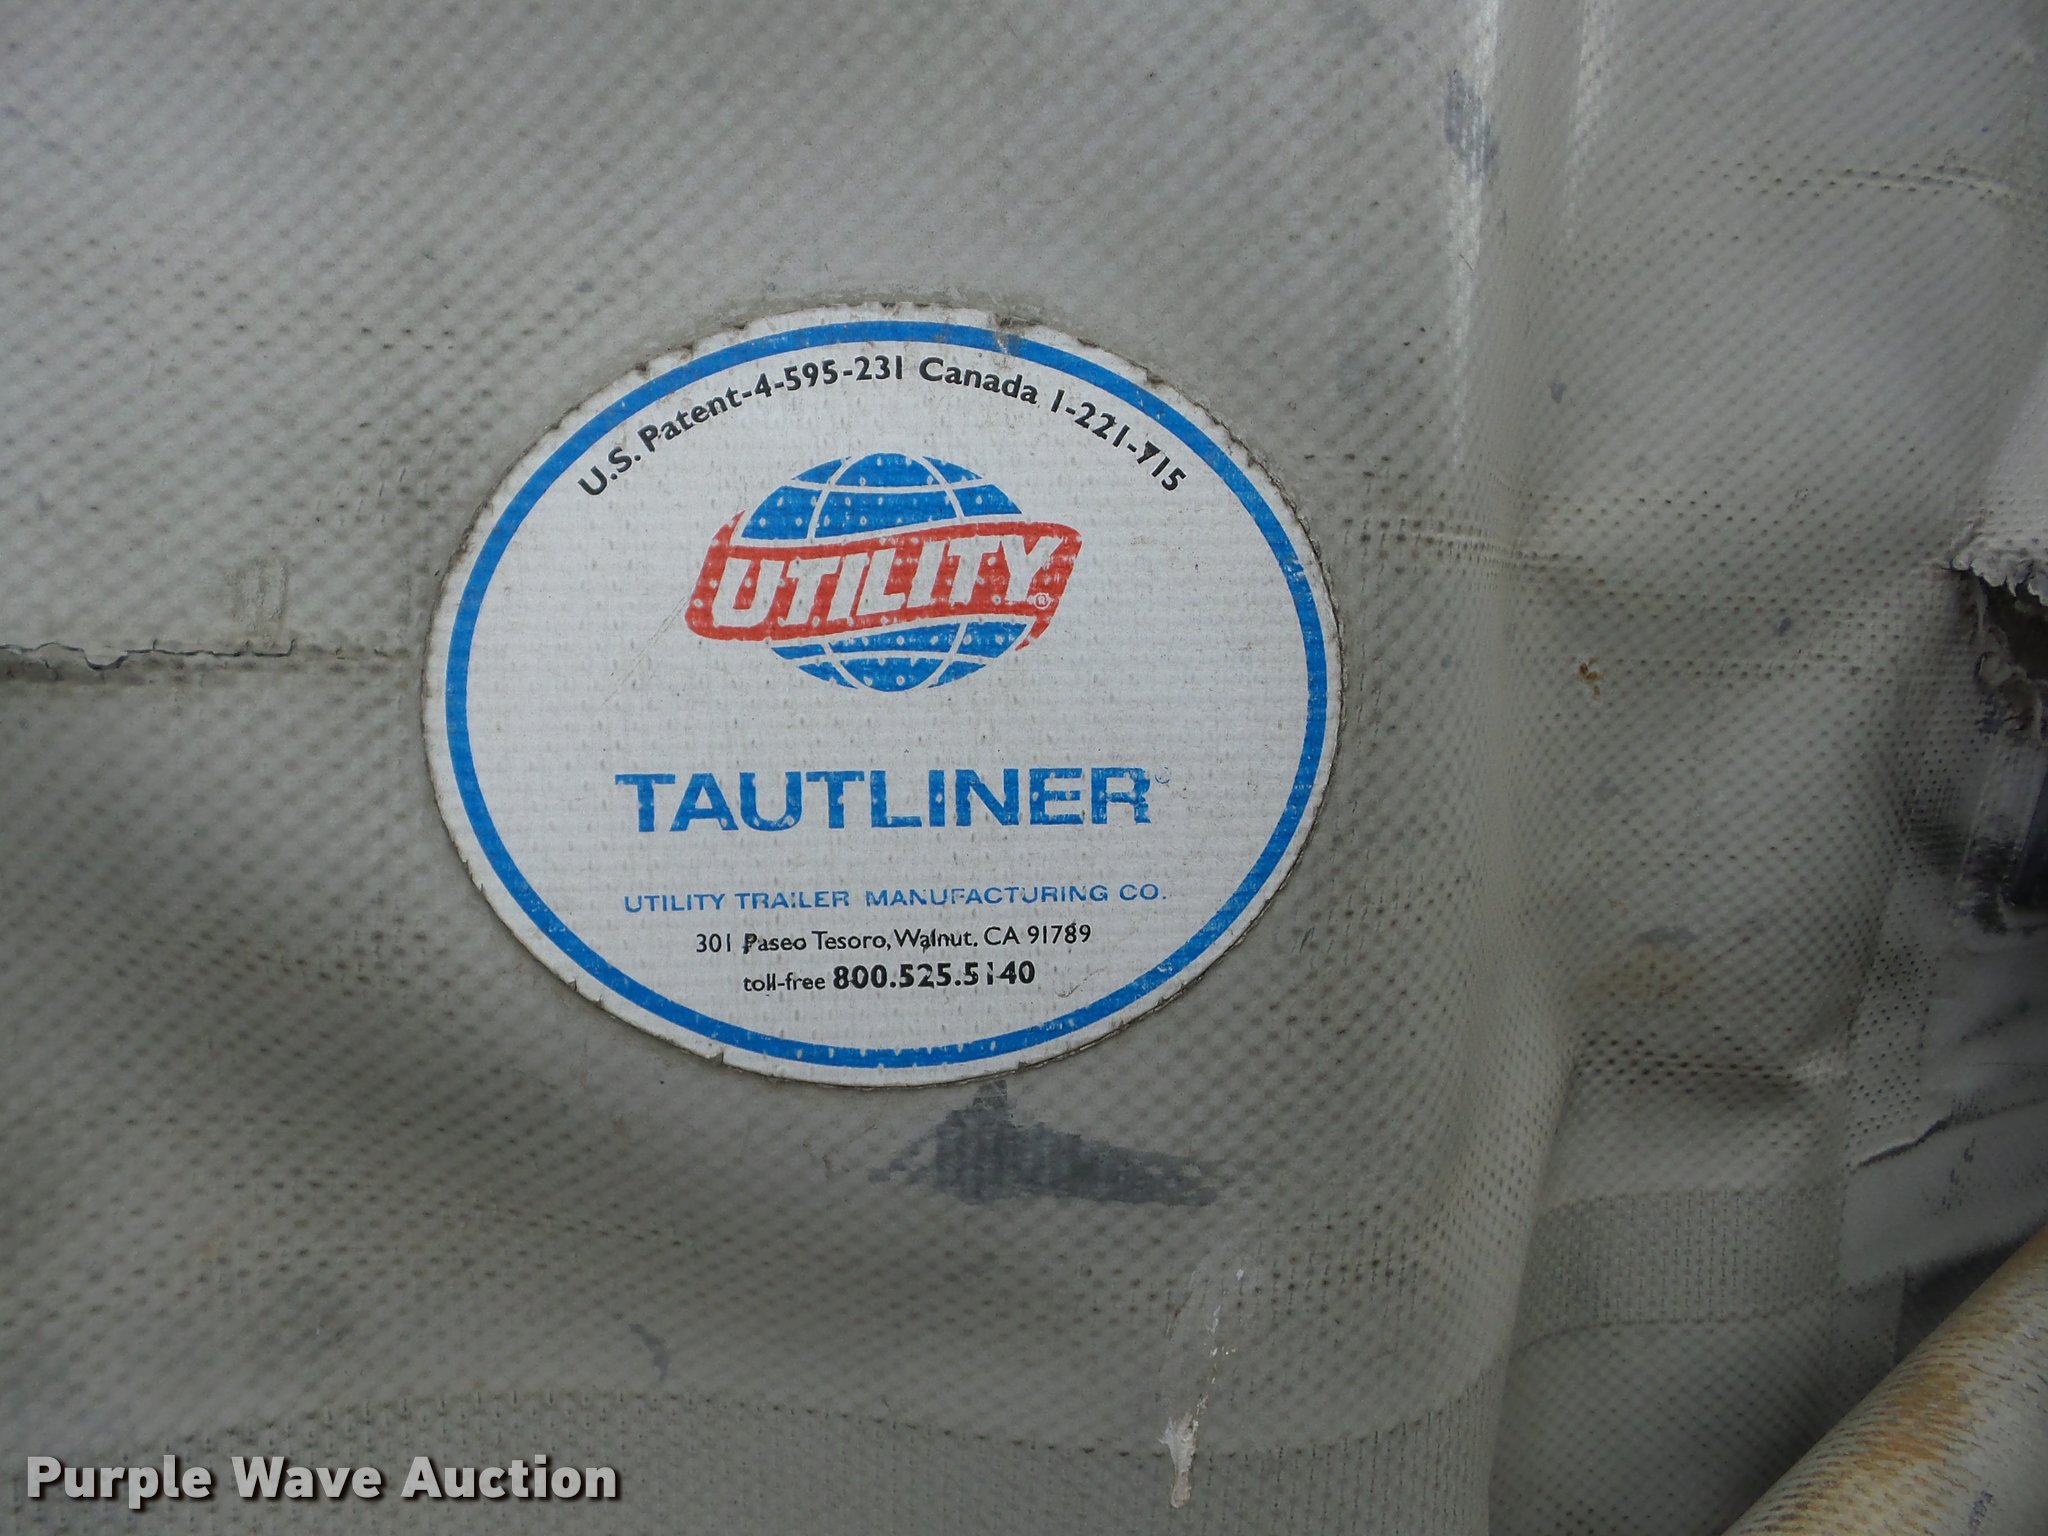 U.S. Patent-4-595-231 Canada 1-221-715
UTILITY®
TAUTLINER
UTILITY TRAILER MANUFACTURING CO.
301 Paseo Tesoro, Walnut, CA 91789
toll-free 800.525.5140
Purple Wave Auction